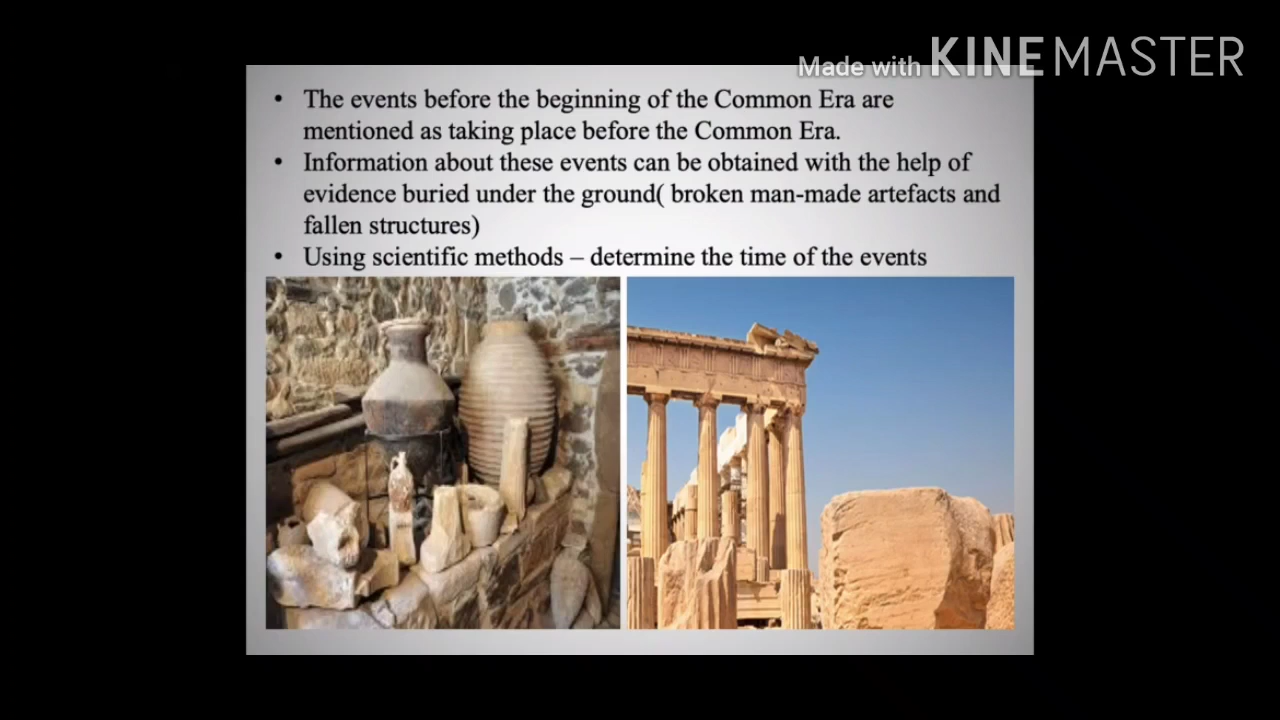 Made with KINEMASTER
• The events before the beginning of the Common Era are
mentioned as taking place before the Common Era.
• Information about these events can be obtained with the help of
evidence buried under the ground( broken man-made artefacts and
fallen structures)
• Using scientific methods – determine the time of the events